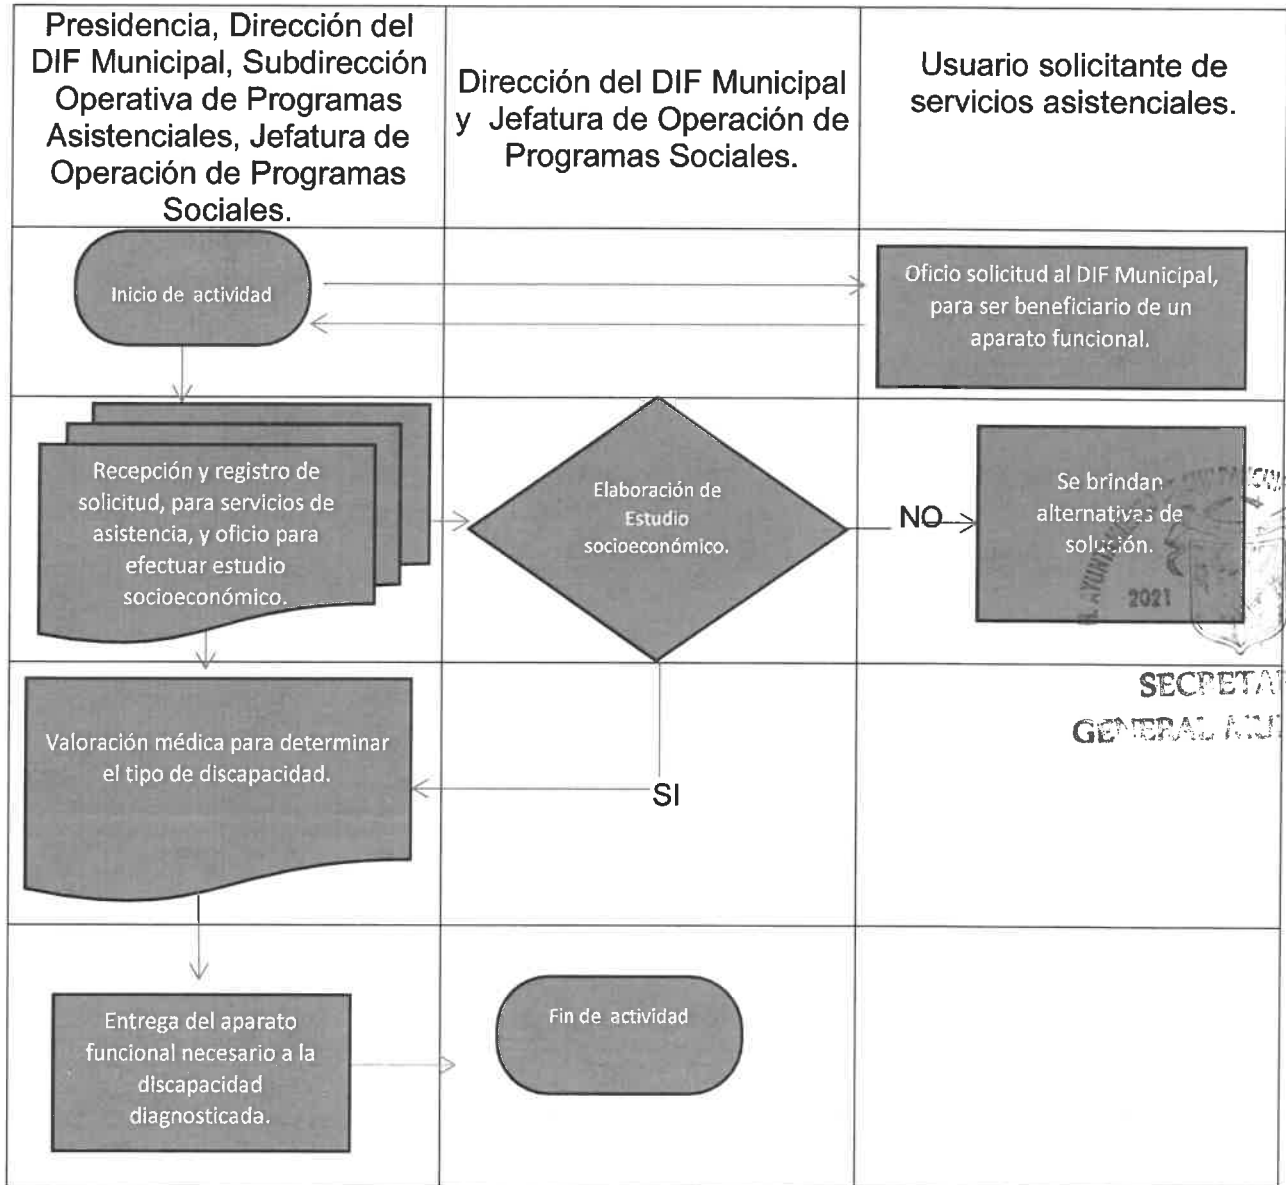 Presidencia, Dirección del
DIF Municipal, Subdirección
Operativa de Programas
Asistenciales, Jefatura de
Operación de Programas
Sociales.
Dirección del DIF Municipal
y Jefatura de Operación de
Programas Sociales.
Usuario solicitante de
servicios asistenciales.
Inicio de actividad
Oficio solicitud al DIF Municipal,
para ser beneficiario de un
aparato funcional.
Recepción y registro de
solicitud, para servicios de
asistencia, y oficio para
efectuar estudio
socioeconómico.
Elaboración de
Estudio
socioeconómico.
NO
Se brindan
alternativas de
solución.
2021
GENERAL
Valoración médica para determinar
el tipo de discapacidad.
SI
Entrega del aparato
funcional necesario a la
discapacidad
diagnosticada.
Fin de actividad